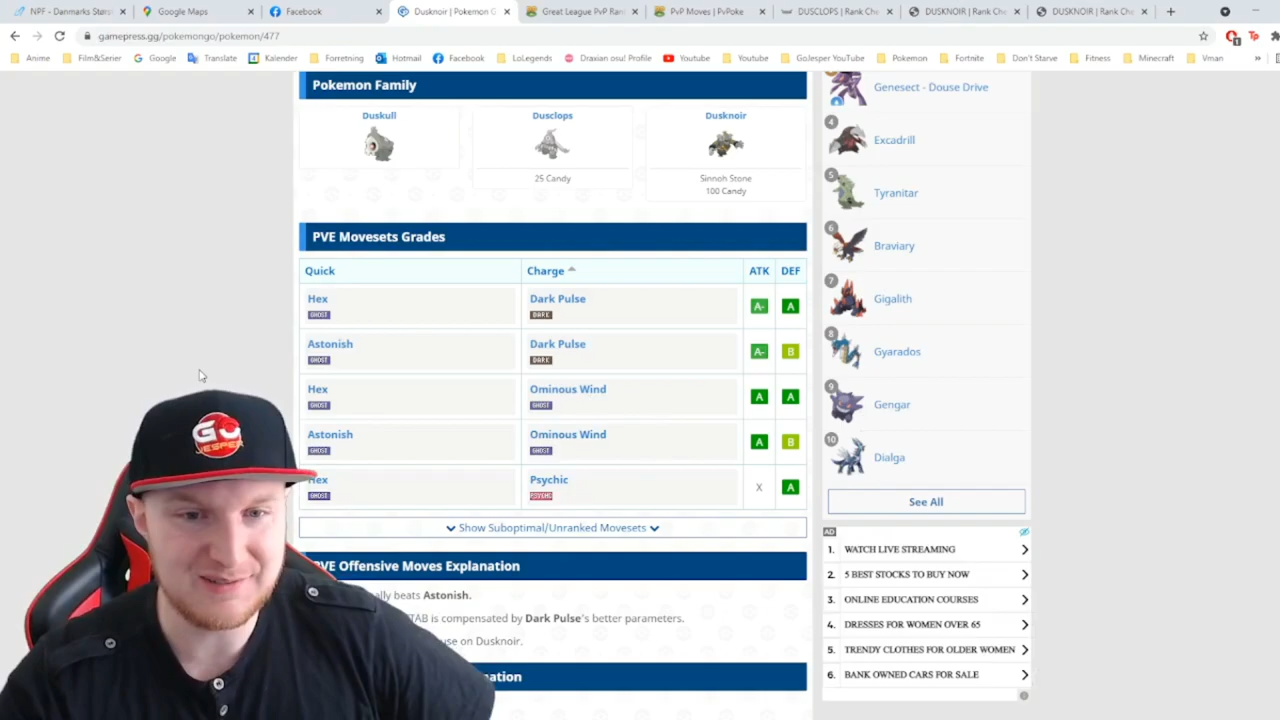 NPF - Danmarks Størst
Google Maps
Facebook
Dusknoir | Pokemon G
Great League PvP Ran
PvP Moves | PvPoke
DUSCLOPS | Rank Che
DUSKNOIR | Rank Che
DUSKNOIR | Rank Che
gamepress.gg/pokemongo/pokemon/477
Anime
Film&Serier
Google
Translate
Kalender
Forretning
Hotmail
Facebook
LoLegends
Draxian osu! Profile
Youtube
Youtube
GoJesper YouTube
Pokemon
Fortnite
Don't Starve
Fitness
Minecraft
Vman
Pokemon Family
Duskull
Dusclops
Dusknoir
25 Candy
Sinnoh Stone
100 Candy
PVE Movesets Grades
Quick Charge ATK DEF
Hex Dark Pulse A- A
GHOST DARK
Astonish Dark Pulse A- B
GHOST DARK
Hex Ominous Wind A A
GHOST GHOST
Astonish Ominous Wind A B
GHOST GHOST
Hex Psychic X A
GHOST PSYCHIC
Show Suboptimal/Unranked Movesets
PVE Offensive Moves Explanation
ally beats Astonish.
TAB is compensated by Dark Pulse's better parameters.
use on Dusknoir.
nation
Genesect - Douse Drive
4 Excadrill
5 Tyranitar
6 Braviary
7 Gigalith
8 Gyarados
9 Gengar
10 Dialga
See All
AD
1. WATCH LIVE STREAMING
2. 5 BEST STOCKS TO BUY NOW
3. ONLINE EDUCATION COURSES
4. DRESSES FOR WOMEN OVER 65
5. TRENDY CLOTHES FOR OLDER WOMEN
6. BANK OWNED CARS FOR SALE
GO
JESPER